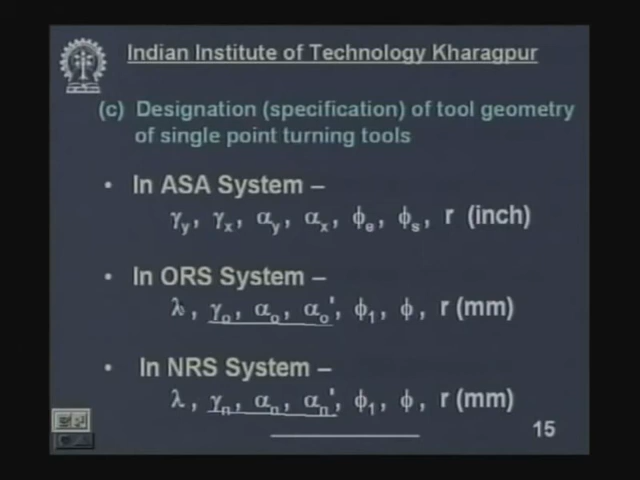 Indian Institute of Technology Kharagpur
(c) Designation (specification) of tool geometry
of single point turning tools
• In ASA System –
γy, γx, αy, αx, ϕe, ϕs, r (inch)
• In ORS System –
λ, γo, αo, αo', ϕ1, ϕ, r (mm)
• In NRS System –
λ, γn, αn, αn', ϕ1, ϕ, r (mm)
15